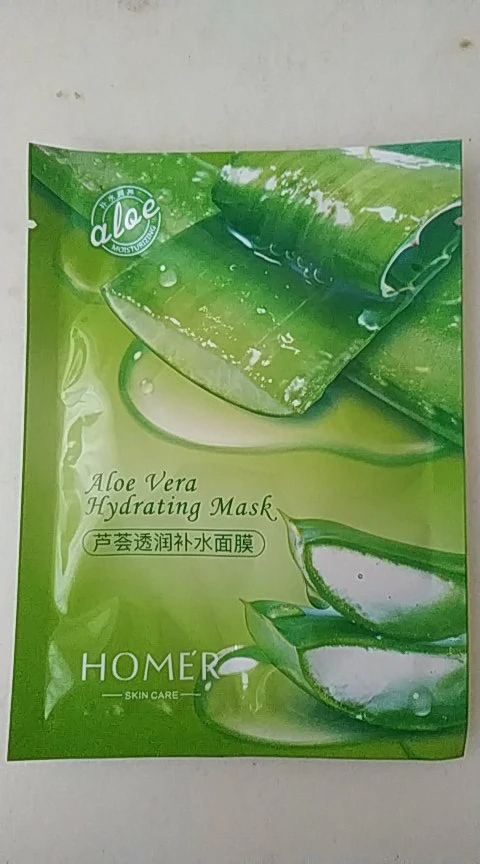 aloe
MOISTURIZING
Aloe Vera
Hydrating Mask
芦荟透润补水面膜
HOMER
SKIN CARE